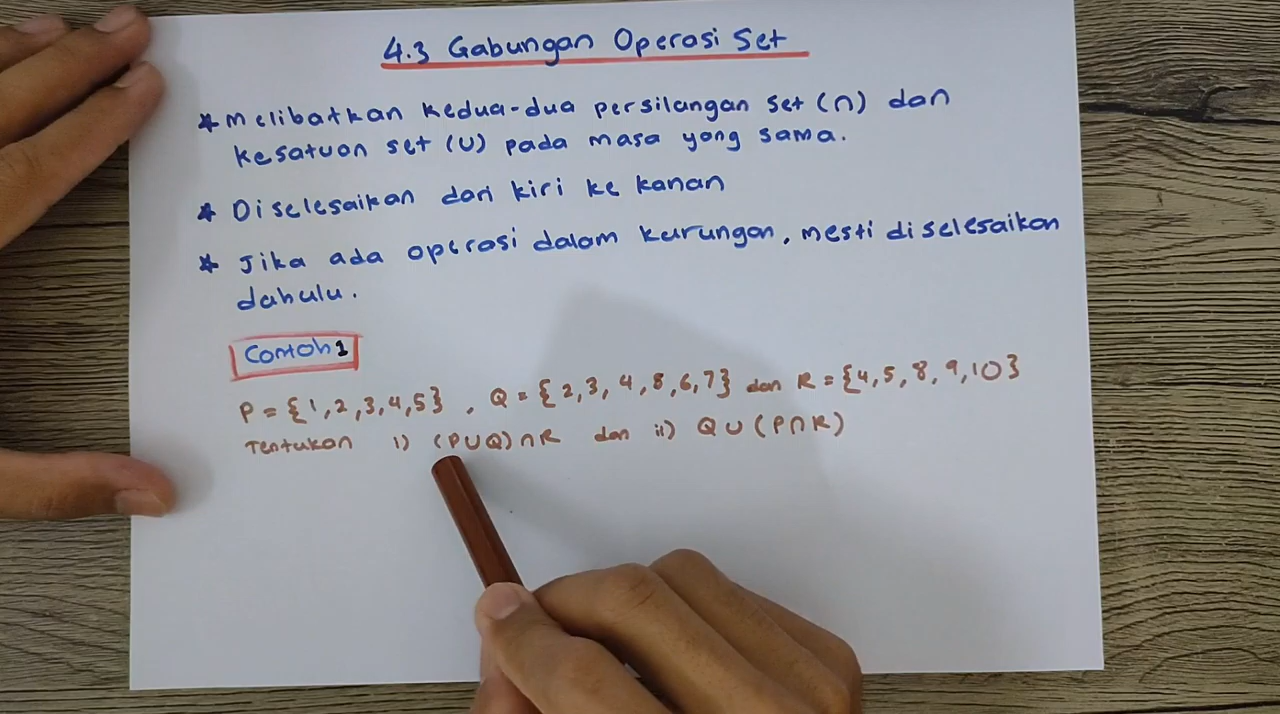 4.3 Gabungan Operasi Set
* Melibatkan kedua-dua persilangan set (∩) dan
kesatuan set (∪) pada masa yang sama.
* Diselesaikan dari kiri ke kanan
* Jika ada operasi dalam kurungan, mesti diselesaikan
dahulu.
Contoh 1
P = {1,2,3,4,5}, Q = {2,3, 4,8,6,7} dan R = {4,5,8,9,10}
Tentukan i) (P∪Q)∩R dan ii) Q∪(P∩R)